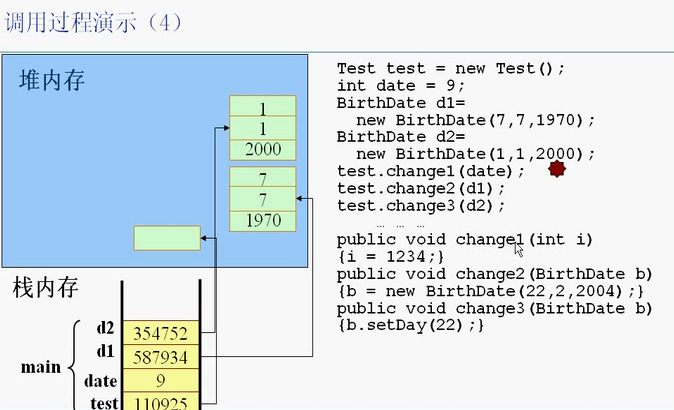 调用过程演示（4）
堆内存
1
1
2000
7
7
1970
栈内存
main
d2
354752
d1
587934
date
9
test
110925
Test test = new Test();
int date = 9;
BirthDate d1=
new BirthDate(7,7,1970);
BirthDate d2=
new BirthDate(1,1,2000);
test.change1(date);
test.change2(d1);
test.change3(d2);
… … …
public void change1(int i)
{i = 1234;}
public void change2(BirthDate b)
{b = new BirthDate(22,2,2004);}
public void change3(BirthDate b)
{b.setDay(22);}